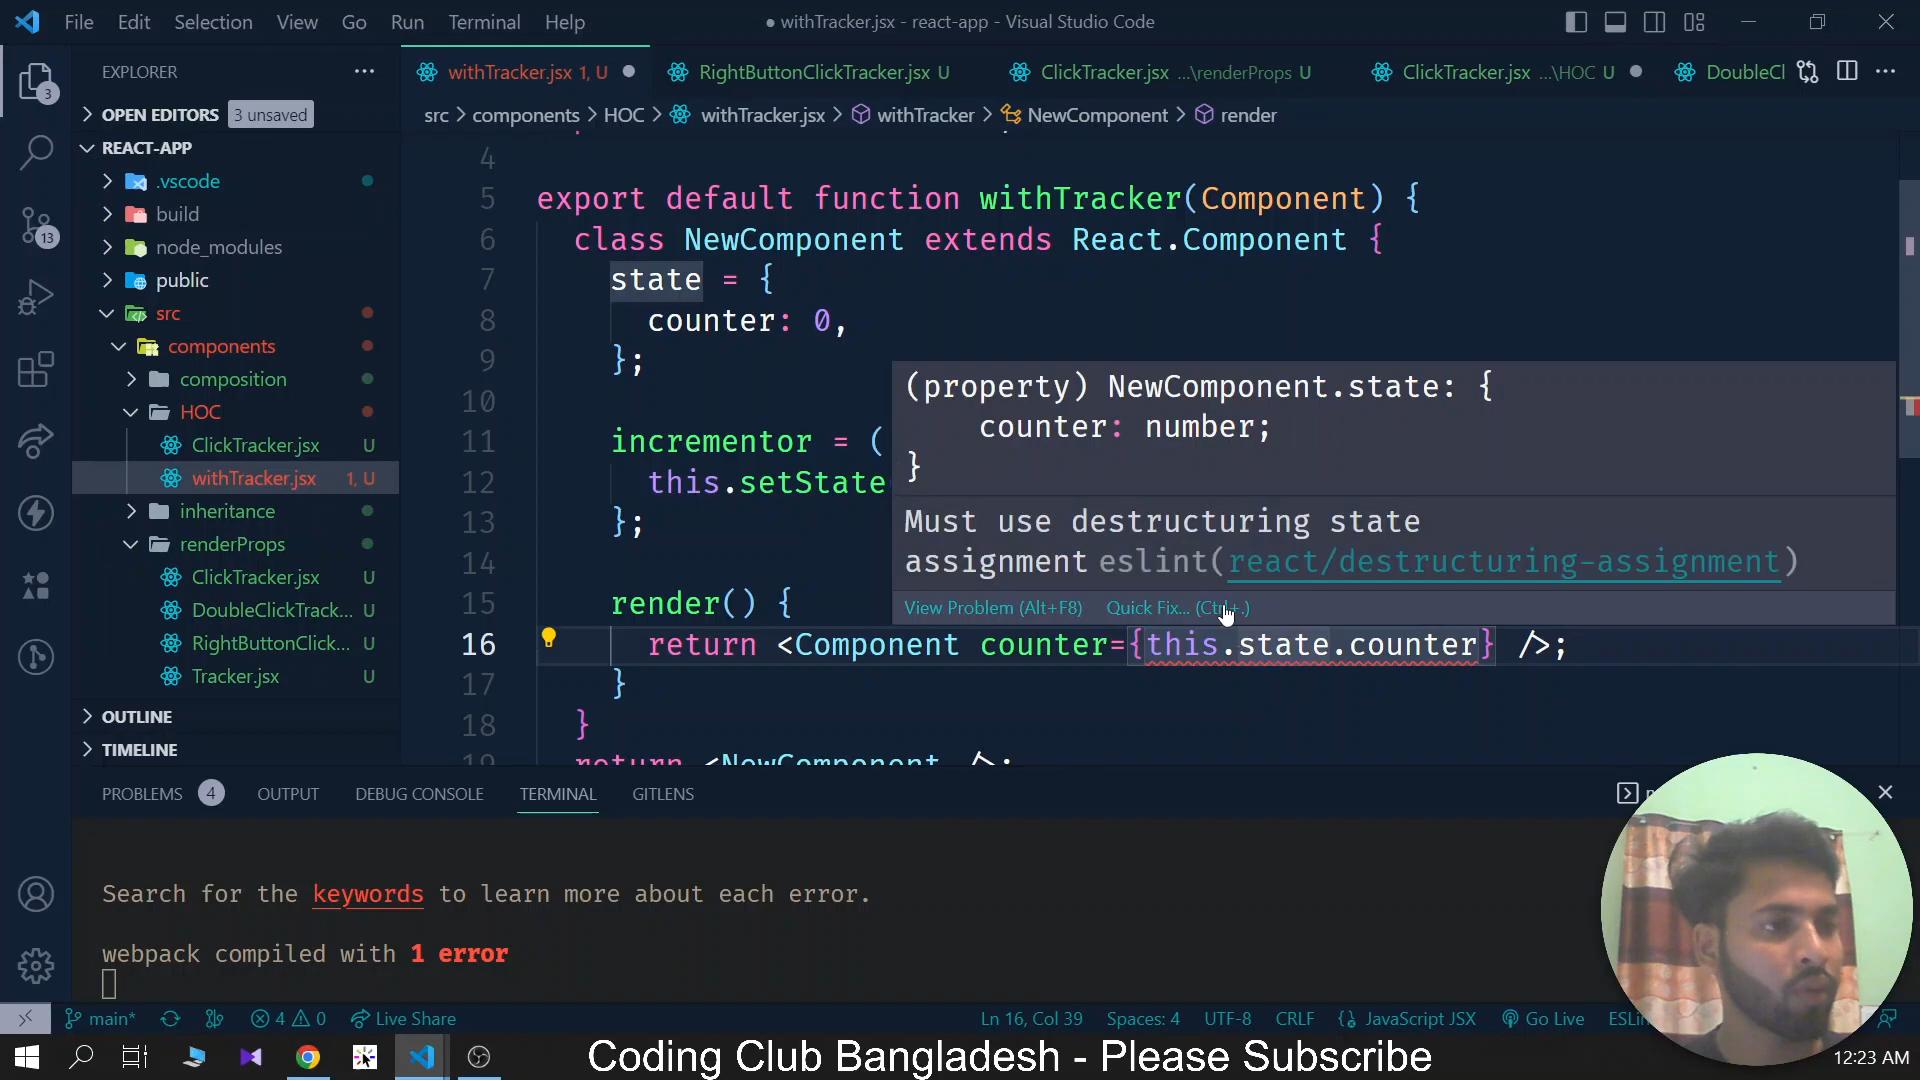 File Edit Selection View Go Run Terminal Help
● withTracker.jsx - react-app - Visual Studio Code
EXPLORER
OPEN EDITORS 3 unsaved
REACT-APP
.vscode
build
node_modules
public
src
components
composition
HOC
ClickTracker.jsx U
withTracker.jsx 1, U
inheritance
renderProps
ClickTracker.jsx U
DoubleClickTrack... U
RightButtonClick... U
Tracker.jsx U
OUTLINE
TIMELINE
3
13
withTracker.jsx 1, U
RightButtonClickTracker.jsx U
ClickTracker.jsx ...\renderProps U
ClickTracker.jsx ...\HOC U
DoubleCl
src > components > HOC > withTracker.jsx > withTracker > NewComponent > render
4
5 export default function withTracker(Component) {
6 class NewComponent extends React.Component {
7 state = {
8 counter: 0,
9 };
10
11 incrementor = (
12 this.setState
13 };
14
15 render() {
16 return <Component counter={this.state.counter} />;
17 }
18 }
19 return <NewComponent />;
(property) NewComponent.state: {
counter: number;
}
Must use destructuring state
assignment eslint(react/destructuring-assignment)
View Problem (Alt+F8) Quick Fix... (Ctrl+.)
PROBLEMS 4 OUTPUT DEBUG CONSOLE TERMINAL GITLENS
Search for the keywords to learn more about each error.
webpack compiled with 1 error
main* 4 0 Live Share
Ln 16, Col 39 Spaces: 4 UTF-8 CRLF JavaScript JSX Go Live
Coding Club Bangladesh - Please Subscribe
12:23 AM